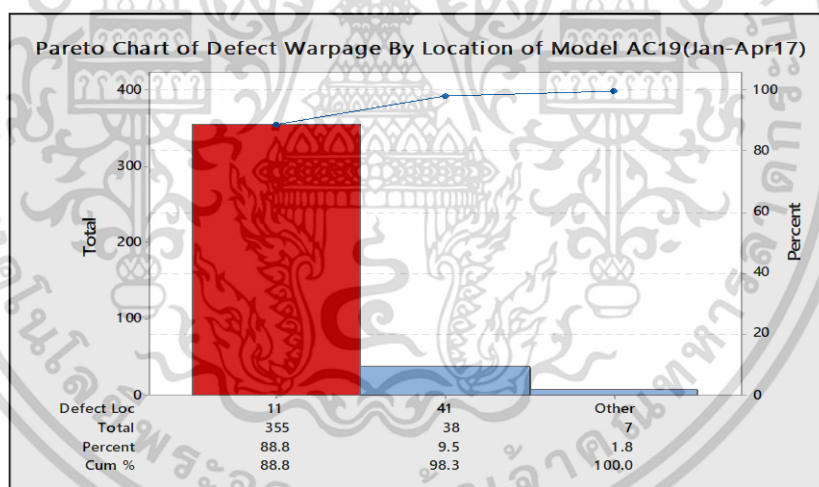 Pareto Chart of Defect Warpage By Location of Model AC19(Jan-Apr17)
400 100
300 80
60
200
40
100
20
0 0
Total
Percent
Defect Loc 11 41 Other
Total 355 38 7
Percent 88.8 9.5 1.8
Cum % 88.8 98.3 100.0